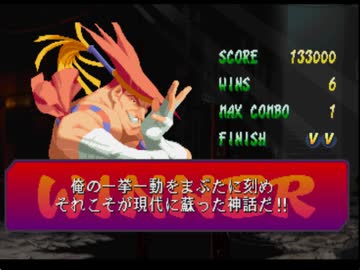 SCORE 133000
WINS 6
MAX COMBO 1
FINISH V V
WINNER
俺の一挙一動をまぶたに刻め
それこそが現代に蘇った神話だ!!